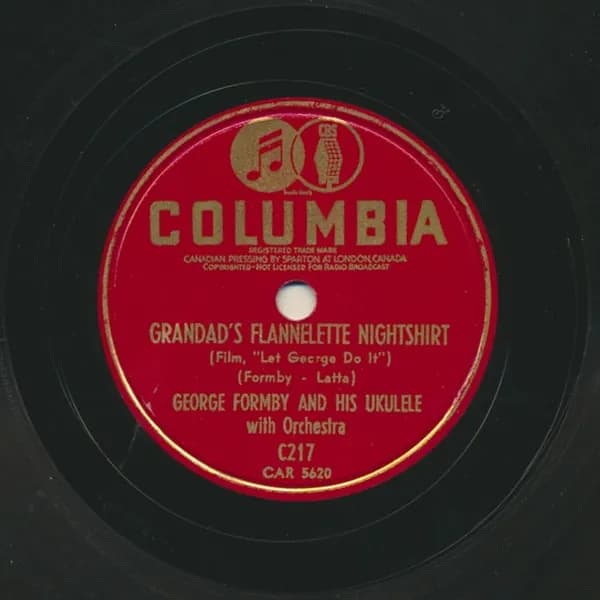 CBS
COLUMBIA
REGISTERED TRADE MARK
CANADIAN PRESSING BY SPARTON AT LONDON, CANADA
COPYRIGHTED-NOT LICENSED FOR RADIO BROADCAST
GRANDAD'S FLANNELETTE NIGHTSHIRT
(Film, "Let George Do It")
(Formby - Latta)
GEORGE FORMBY AND HIS UKULELE
with Orchestra
C217
CAR 5620